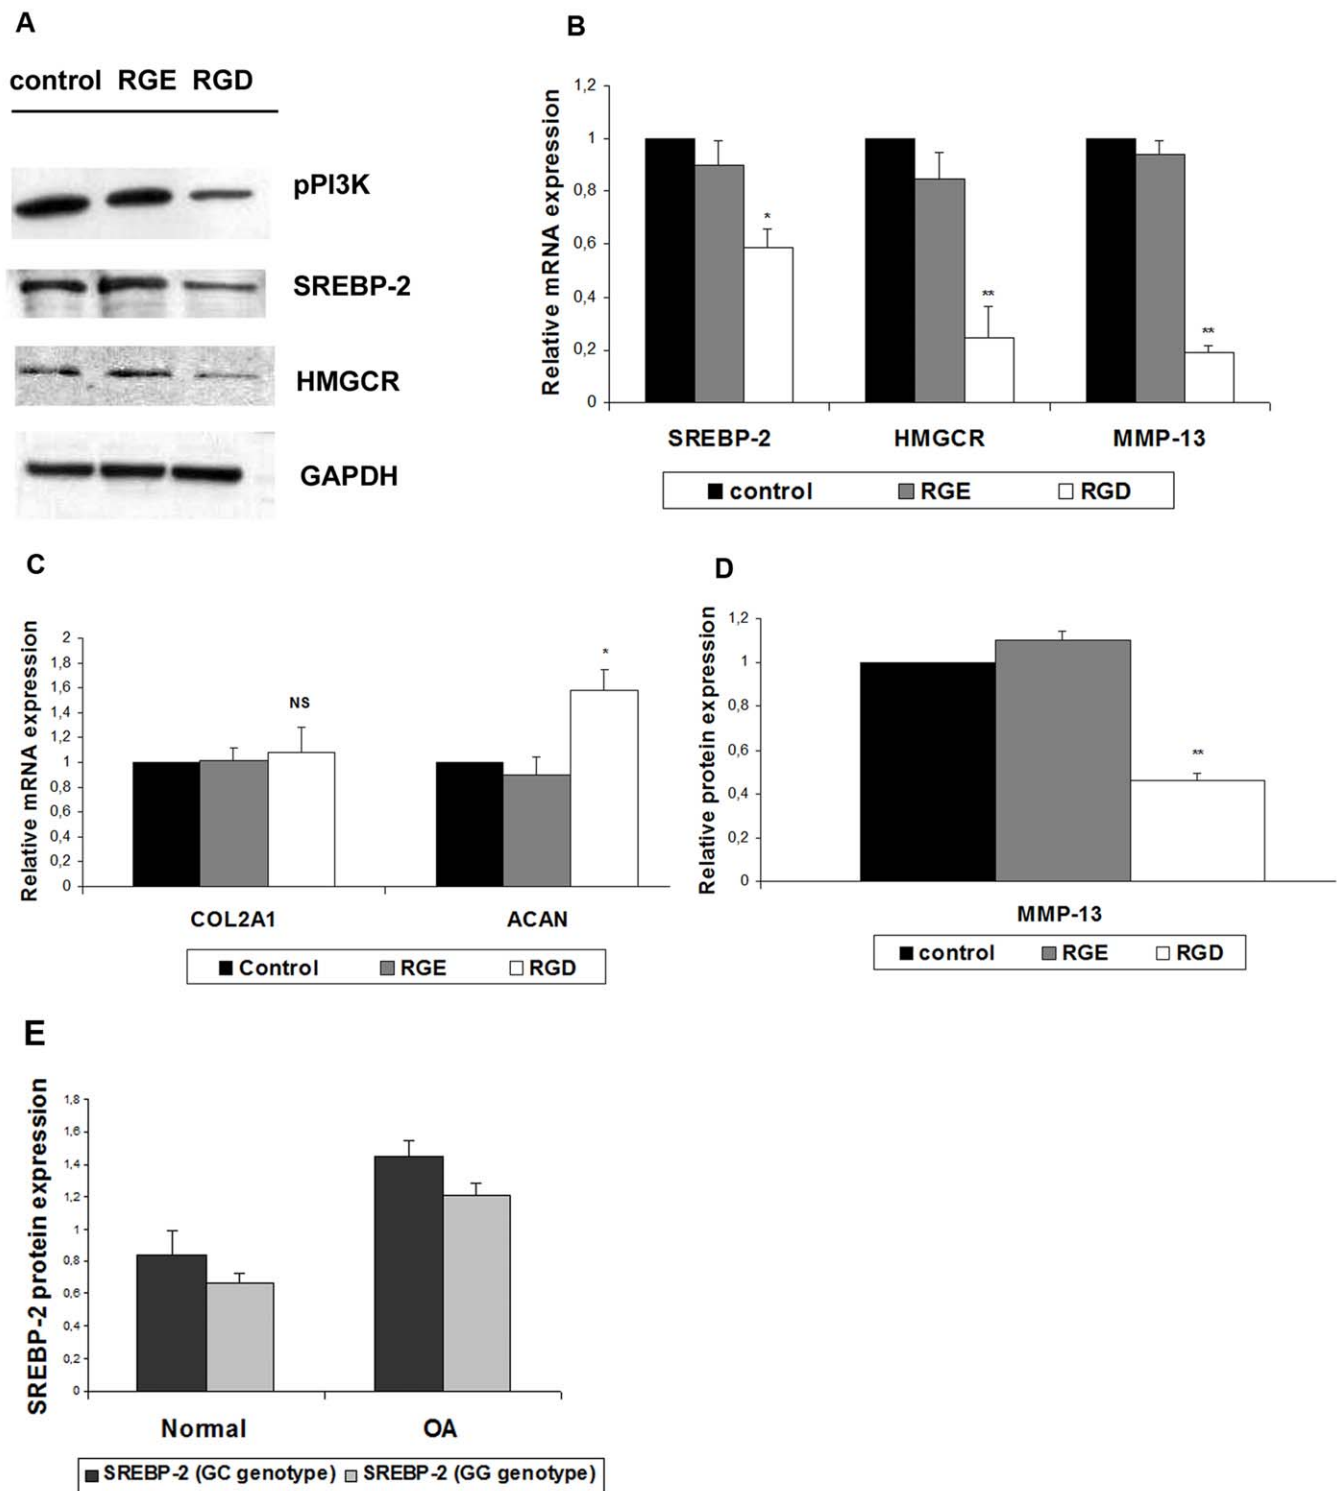 A
control RGE RGD
pPI3K
SREBP-2
HMGCR
GAPDH
B
Relative mRNA expression
1,2
1
0,8
0,6
0,4
0,2
0
*
**
**
SREBP-2 HMGCR MMP-13
control RGE RGD
C
Relative mRNA expression
2
1,8
1,6
1,4
1,2
1
0,8
0,6
0,4
0,2
0
NS
*
COL2A1 ACAN
Control RGE RGD
D
Relative protein expression
1,2
1
0,8
0,6
0,4
0,2
0
**
MMP-13
control RGE RGD
E
SREBP-2 protein expression
1,8
1,6
1,4
1,2
1
0,8
0,6
0,4
0,2
0
Normal OA
SREBP-2 (GC genotype) SREBP-2 (GG genotype)